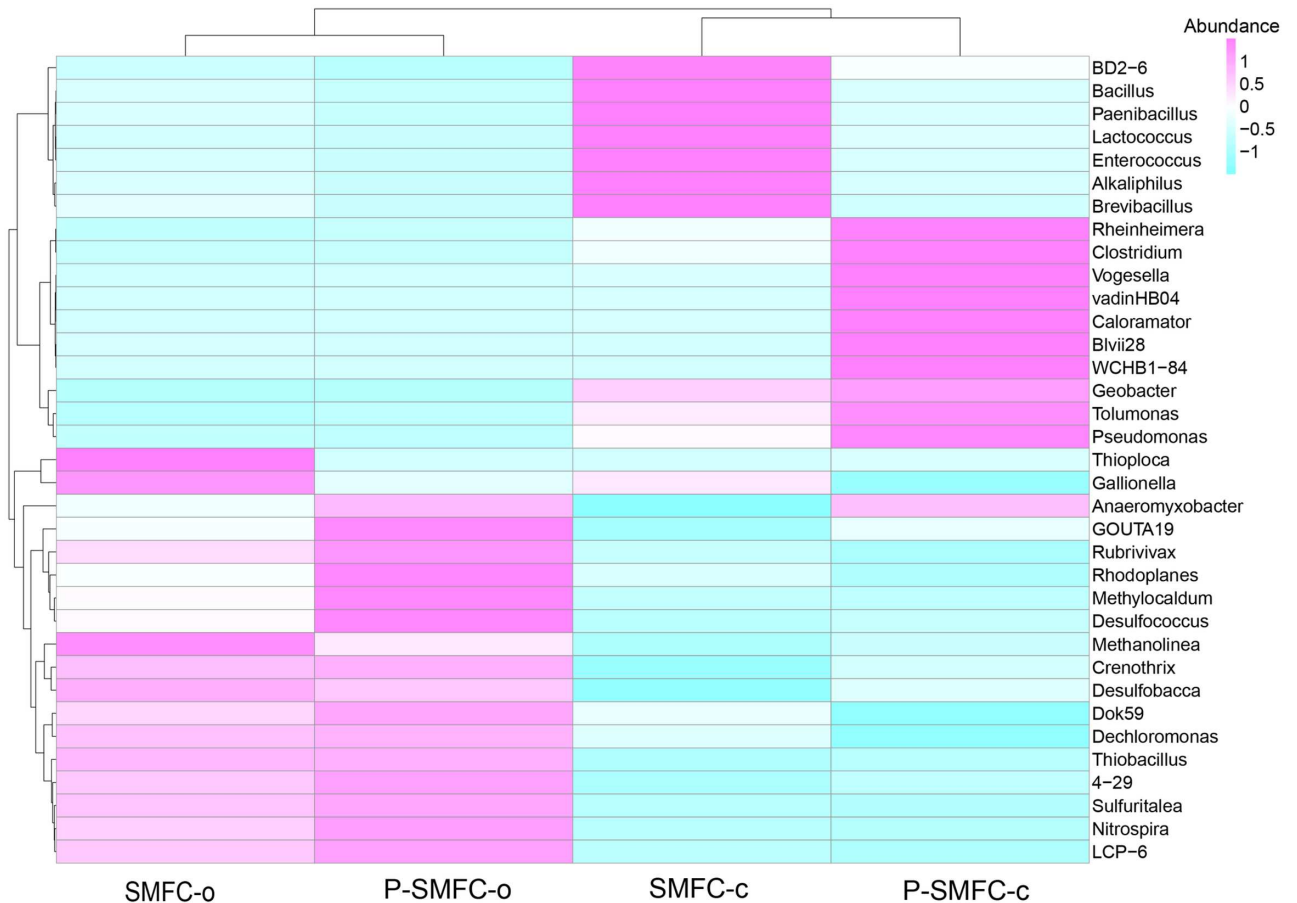 Abundance
1
0.5
0
−0.5
−1
BD2−6
Bacillus
Paenibacillus
Lactococcus
Enterococcus
Alkaliphilus
Brevibacillus
Rheinheimera
Clostridium
Vogesella
vadinHB04
Caloramator
Blvii28
WCHB1−84
Geobacter
Tolumonas
Pseudomonas
Thioploca
Gallionella
Anaeromyxobacter
GOUTA19
Rubrivivax
Rhodoplanes
Methylocaldum
Desulfococcus
Methanolinea
Crenothrix
Desulfobacca
Dok59
Dechloromonas
Thiobacillus
4−29
Sulfuritalea
Nitrospira
LCP−6
SMFC-o P-SMFC-o SMFC-c P-SMFC-c